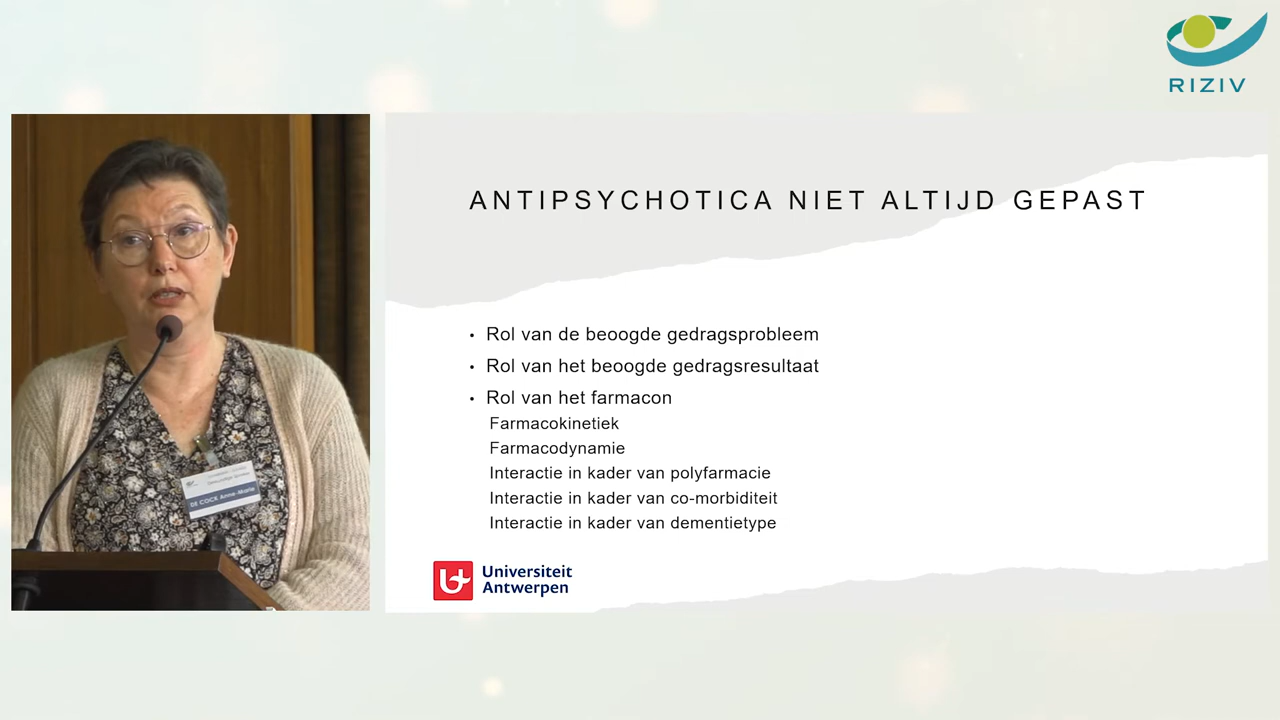 RIZIV
ANTIPSYCHOTICA NIET ALTIJD GEPAST
• Rol van de beoogde gedragsprobleem
• Rol van het beoogde gedragsresultaat
• Rol van het farmacon
Farmacokinetiek
Farmacodynamie
Interactie in kader van polyfarmacie
Interactie in kader van co-morbiditeit
Interactie in kader van dementietype
Universiteit
Antwerpen
DE COCK Anne-Marie